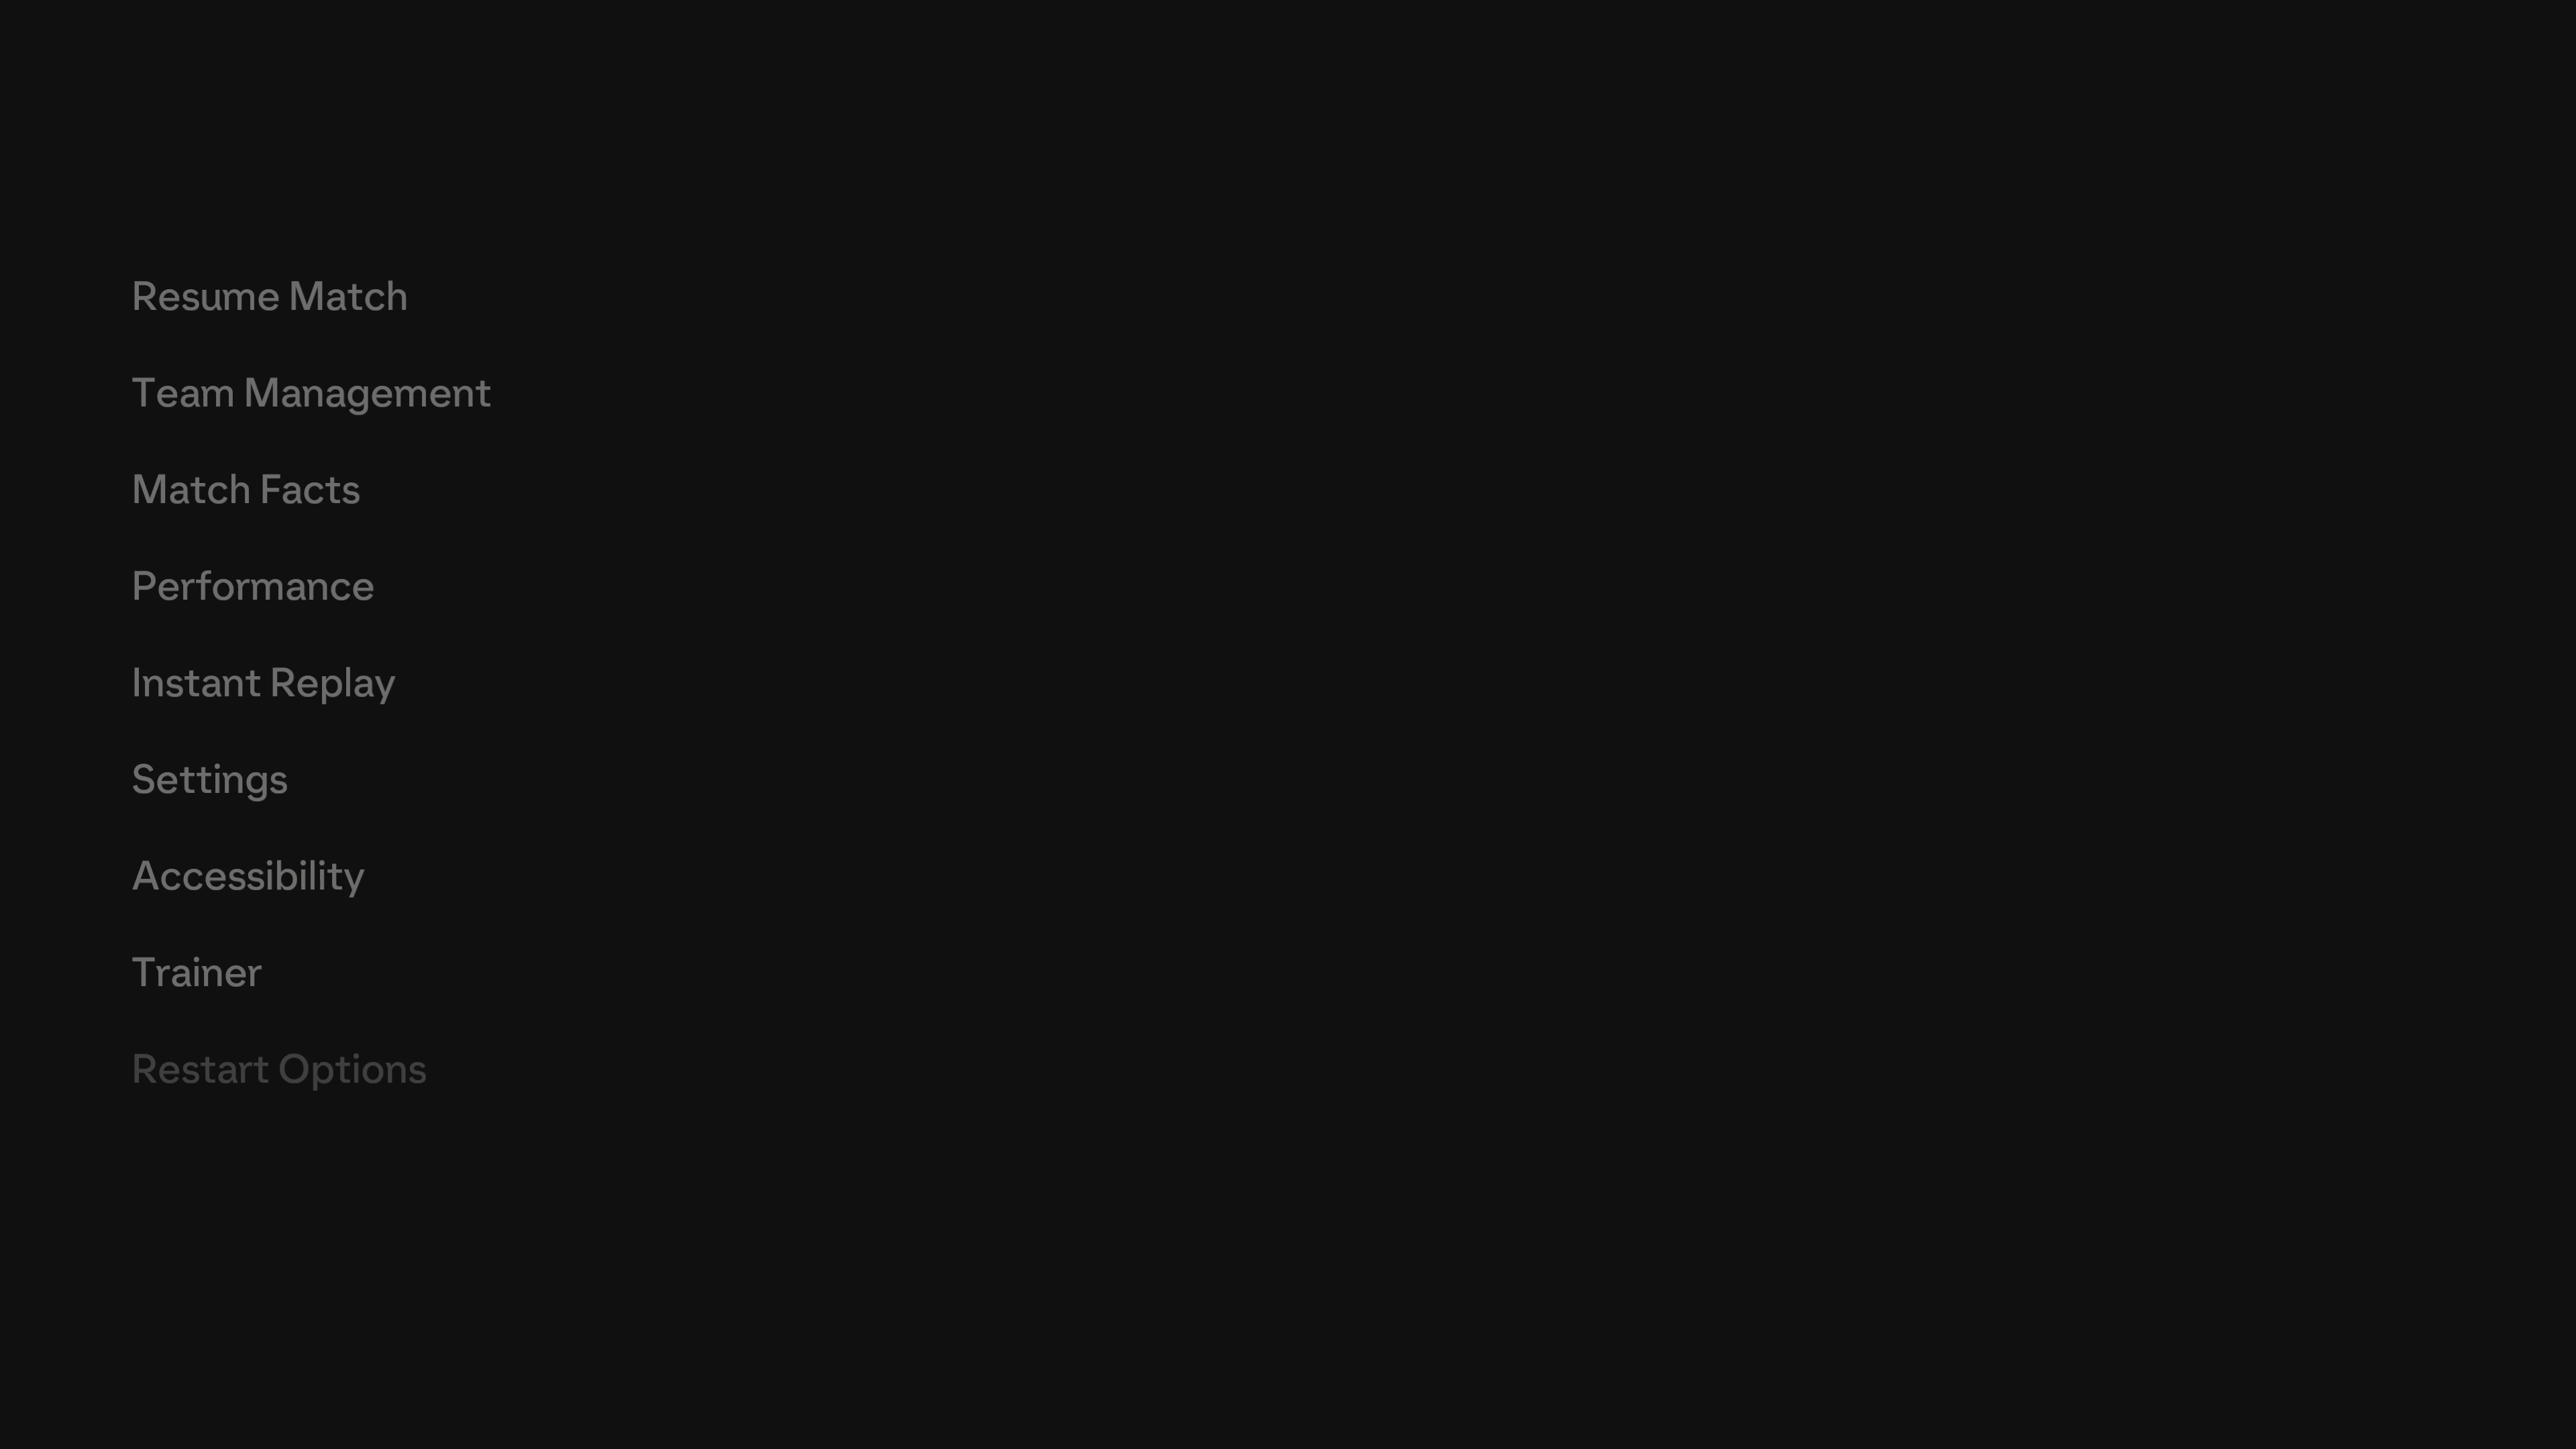 Resume Match
Team Management
Match Facts
Performance
Instant Replay
Settings
Accessibility
Trainer
Restart Options